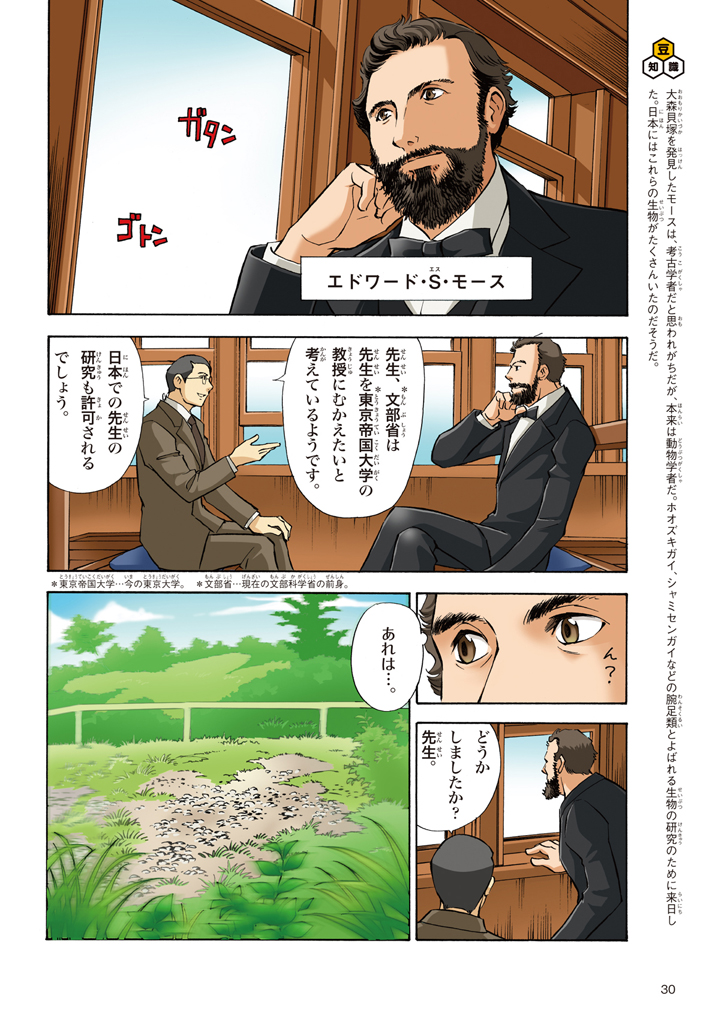 豆
知識
大森貝塚を発見したモースは、考古学者だと思われがちだが、本来は動物学者だ。ホオズキガイ、シャミセンガイなどの腕足類とよばれる生物の研究のために来日し
た。日本にはこれらの生物がたくさんいたのだそうだ。
ガタン
ゴトン
エドワード・S・モース
先生、文部省は
先生を東京帝国大学の
教授にむかえたいと
考えているようです。
日本での先生の
研究も許可される
でしょう。
＊東京帝国大学…今の東京大学。 ＊文部省…現在の文部科学省の前身。
ん？
どうか
しましたか？
先生。
あれは…。
30